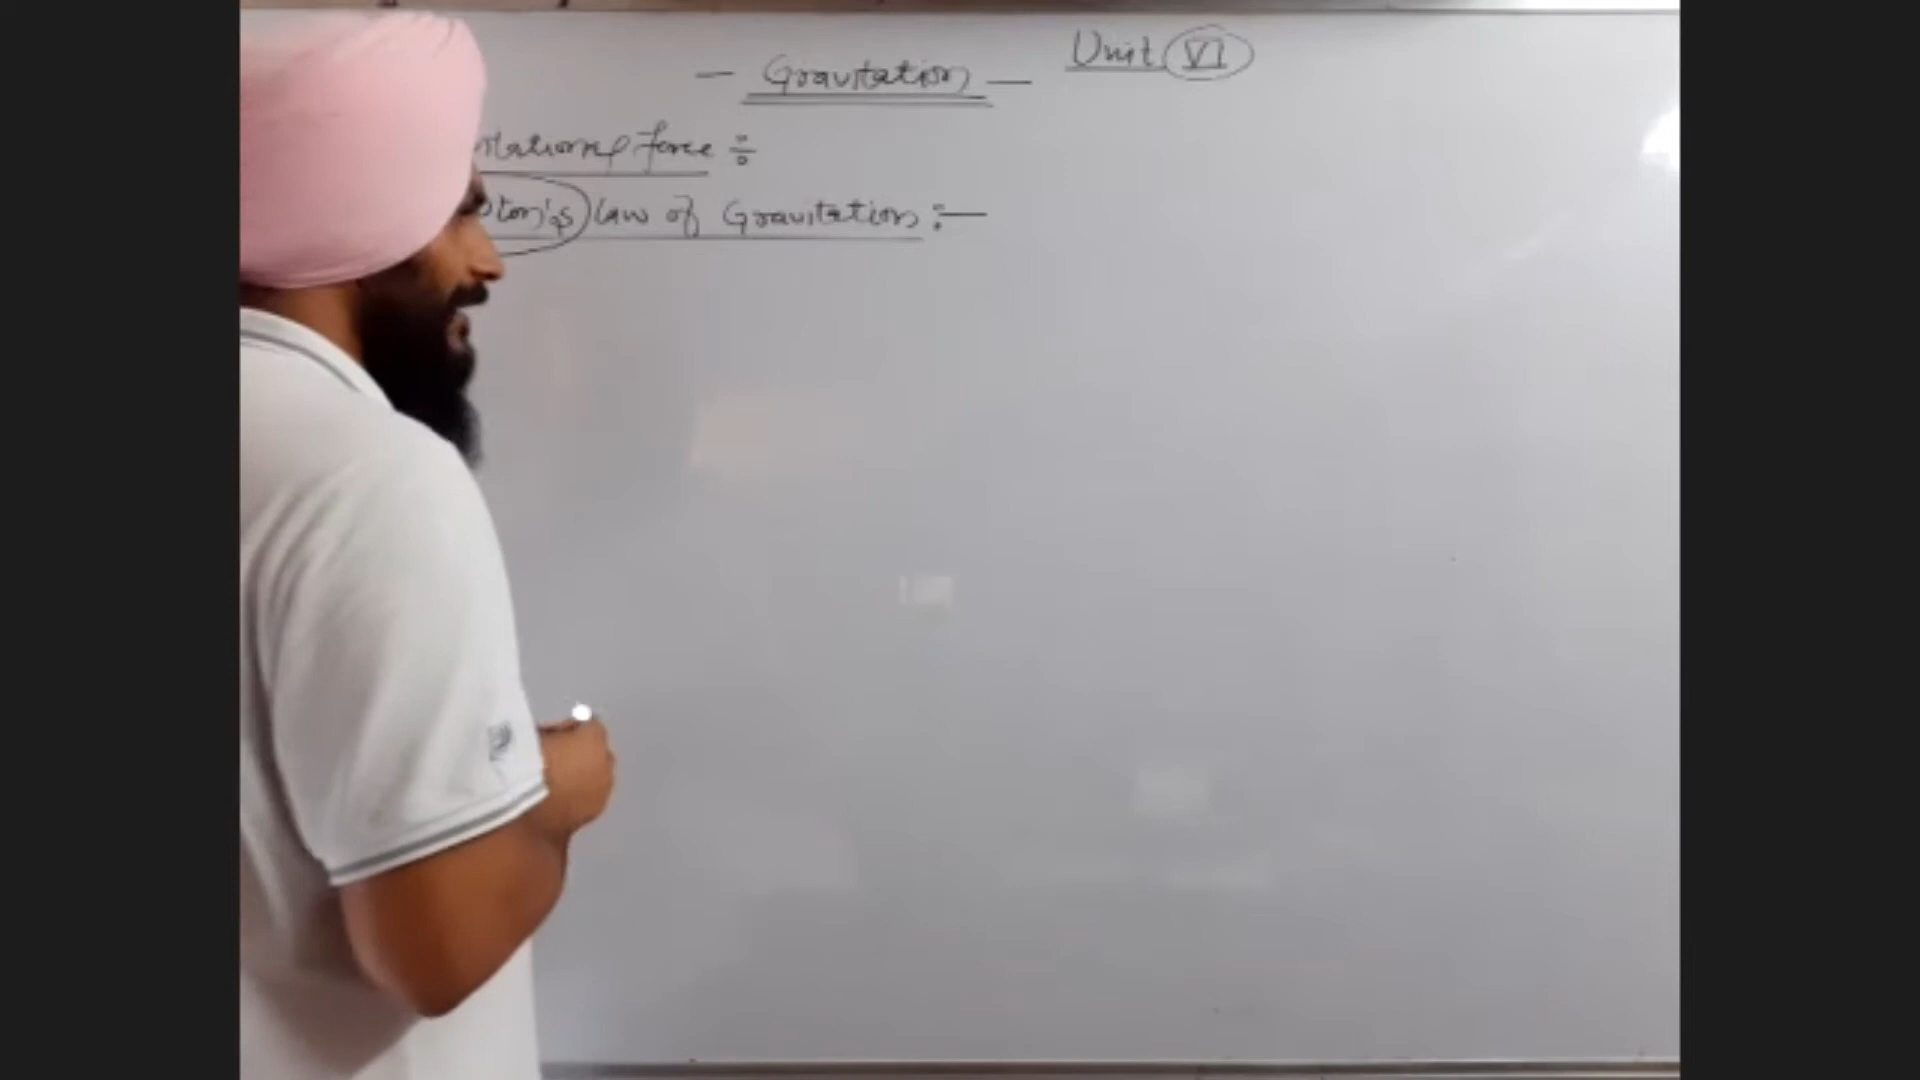 Unit VI
- Gravitation -
tational force ÷
ton's law of Gravitation :-